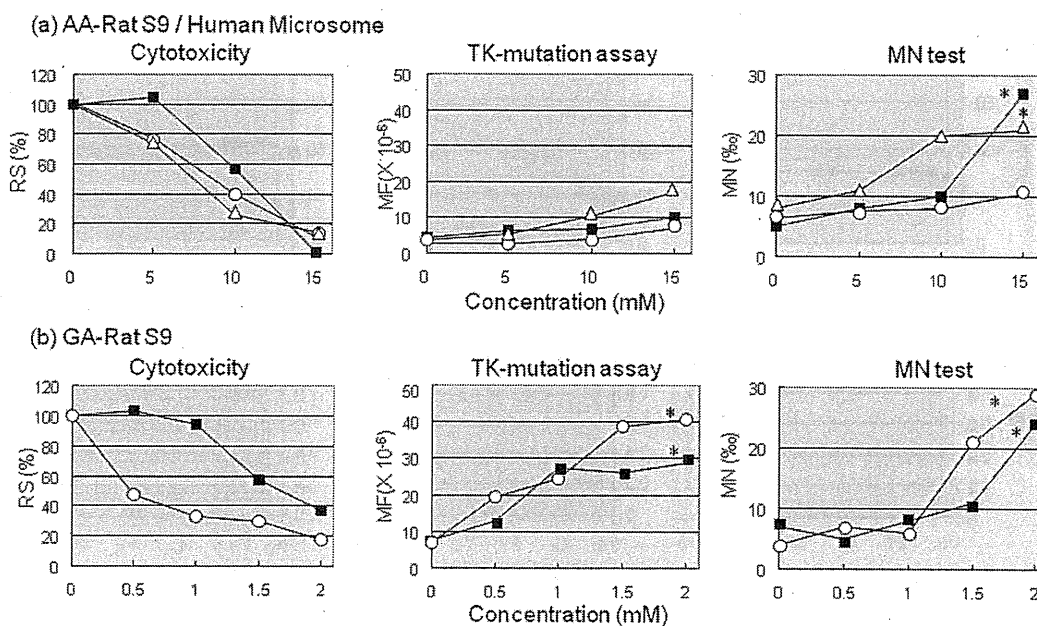 (a) AA-Rat S9 / Human Microsome
Cytotoxicity
TK-mutation assay
MN test
RS (%)
120
100
80
60
40
20
0
0 5 10 15
MF(X 10-6)
50
40
30
20
10
0
0 5 10 15
Concentration (mM)
MN (‰)
30
20
10
0
0 5 10 15
*
*
(b) GA-Rat S9
Cytotoxicity
TK-mutation assay
MN test
RS (%)
120
100
80
60
40
20
0
0 0.5 1 1.5 2
MF(X 10-6)
50
40
30
20
10
0
0 0.5 1 1.5 2
*
*
Concentration (mM)
MN (‰)
30
20
10
0
0 0.5 1 1.5 2
*
*